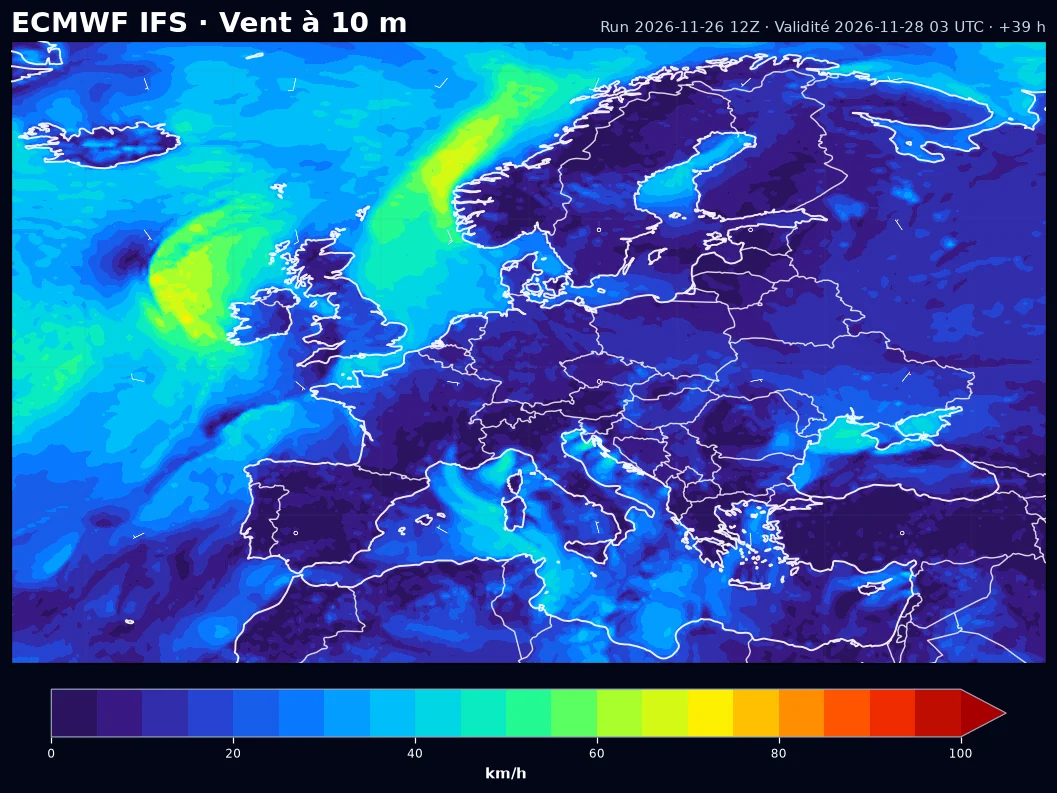 ECMWF IFS · Vent à 10 m
Run 2026-11-26 12Z · Validité 2026-11-28 03 UTC · +39 h
0 20 40 60 80 100
km/h